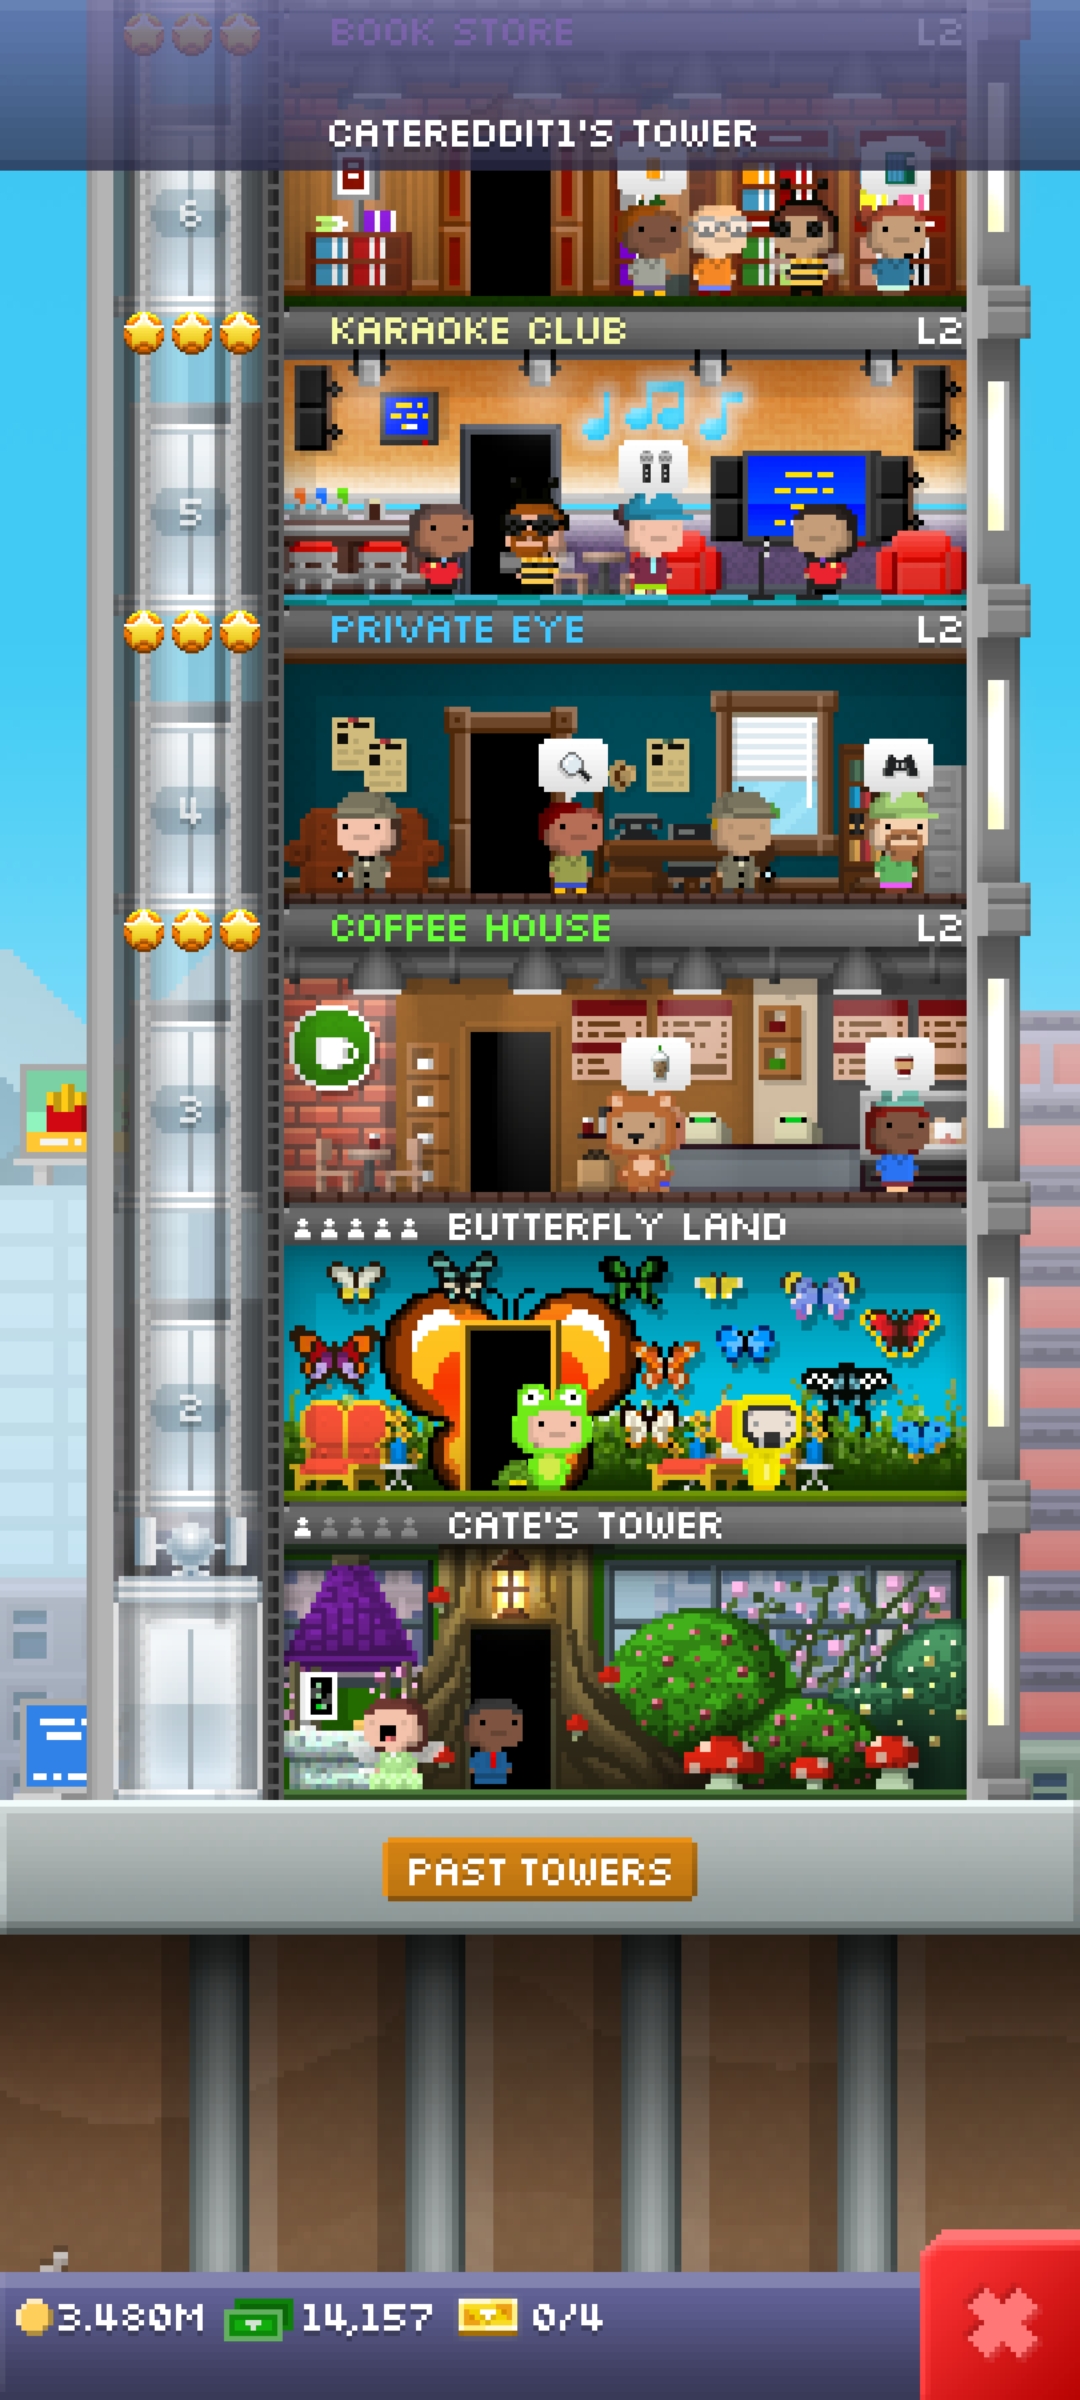 BOOK STORE L2
CATEREDDIT1'S TOWER
6
KARAOKE CLUB L2
5
PRIVATE EYE L2
4
COFFEE HOUSE L2
3
BUTTERFLY LAND
2
CATE'S TOWER
PAST TOWERS
3.480M 14,157 0/4